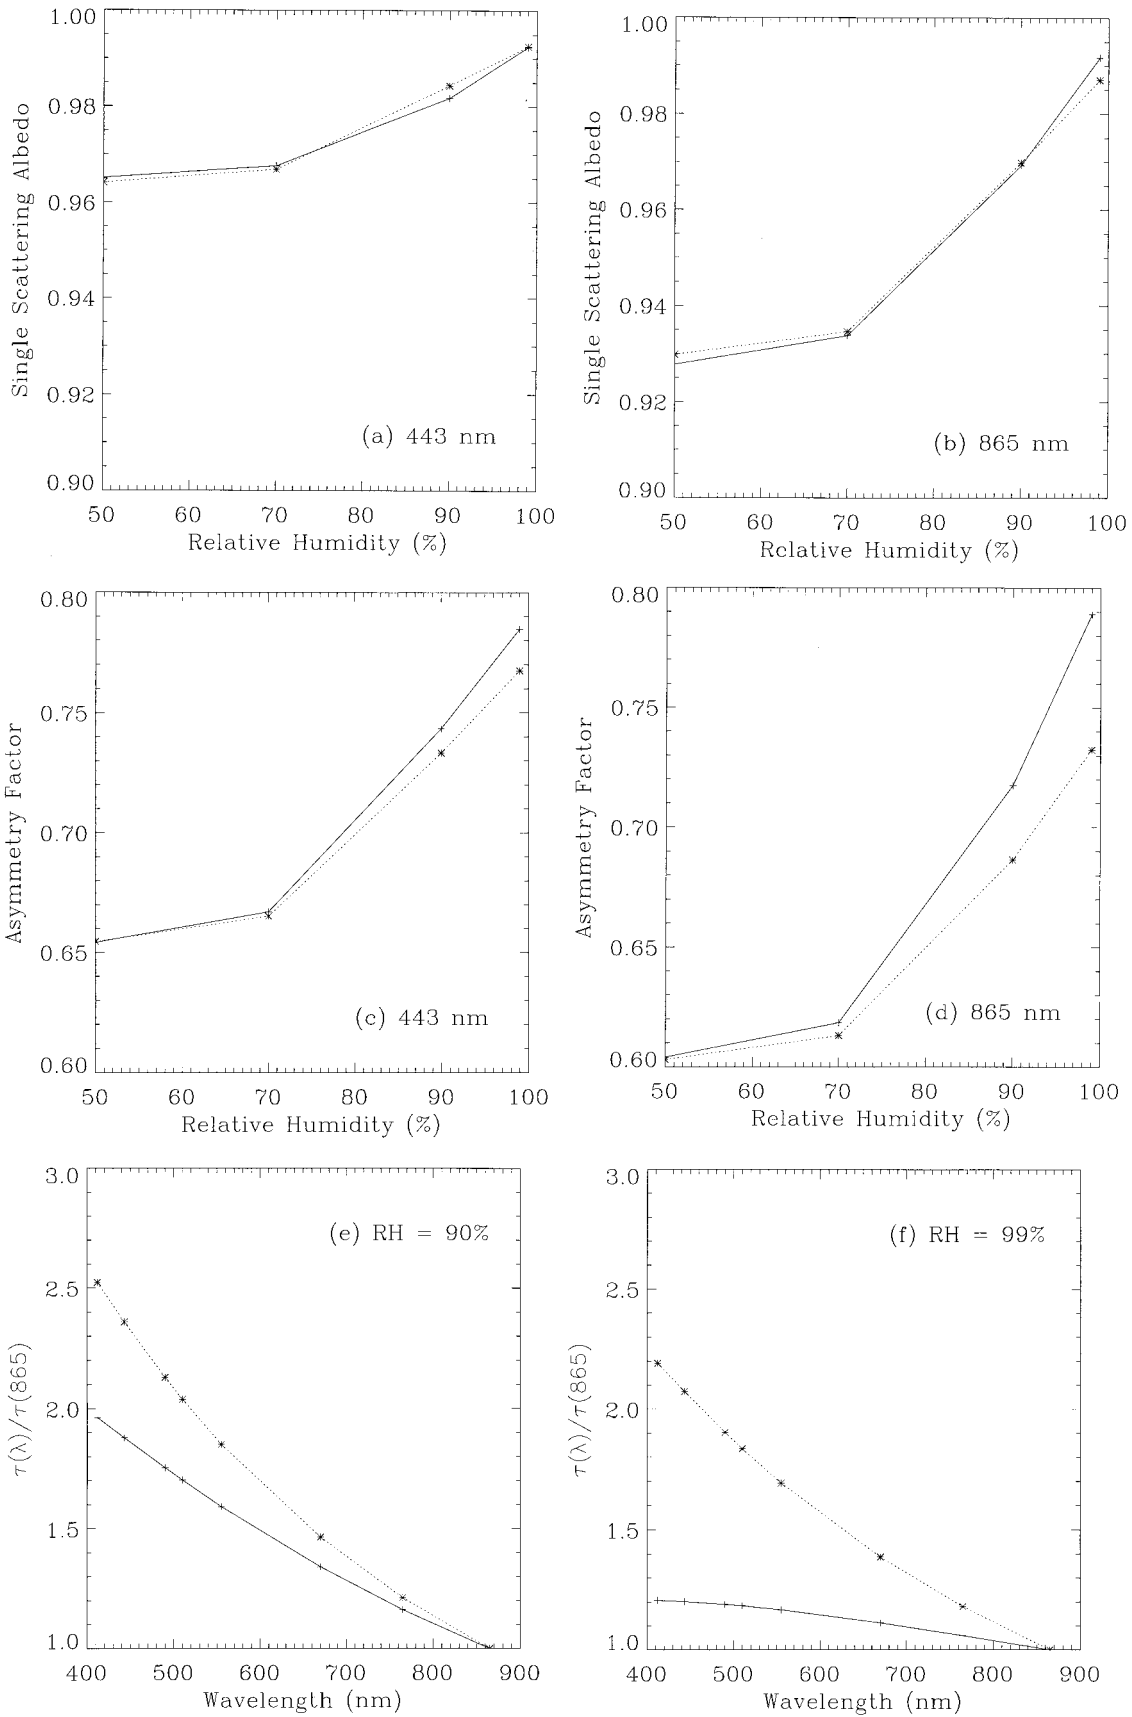 1.00
0.98
0.96
0.94
0.92
0.90
Single Scattering Albedo
(a) 443 nm
50 60 70 80 90 100
Relative Humidity (%)
1.00
0.98
0.96
0.94
0.92
0.90
Single Scattering Albedo
(b) 865 nm
50 60 70 80 90 100
Relative Humidity (%)
0.80
0.75
0.70
0.65
0.60
Asymmetry Factor
(c) 443 nm
50 60 70 80 90 100
Relative Humidity (%)
0.80
0.75
0.70
0.65
0.60
Asymmetry Factor
(d) 865 nm
50 60 70 80 90 100
Relative Humidity (%)
3.0
2.5
2.0
1.5
1.0
τ(λ)/τ(865)
(e) RH = 90%
400 500 600 700 800 900
Wavelength (nm)
3.0
2.5
2.0
1.5
1.0
τ(λ)/τ(865)
(f) RH = 99%
400 500 600 700 800 900
Wavelength (nm)